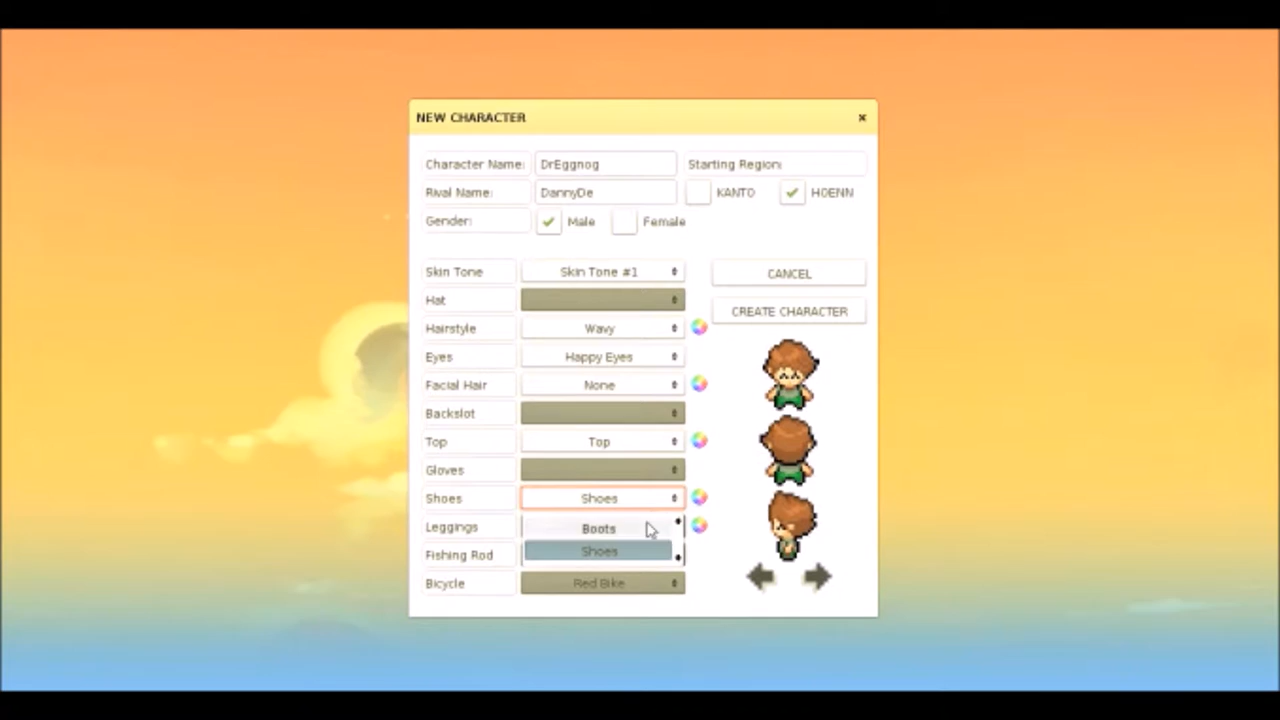 NEW CHARACTER ×
Character Name: DrEggnog Starting Region:
Rival Name: DannyDe KANTO HOENN
Gender: Male Female
Skin Tone Skin Tone #1 CANCEL
Hat
CREATE CHARACTER
Hairstyle Wavy
Eyes Happy Eyes
Facial Hair None
Backslot
Top Top
Gloves
Shoes Shoes
Leggings Boots
Shoes
Fishing Rod
Bicycle Red Bike